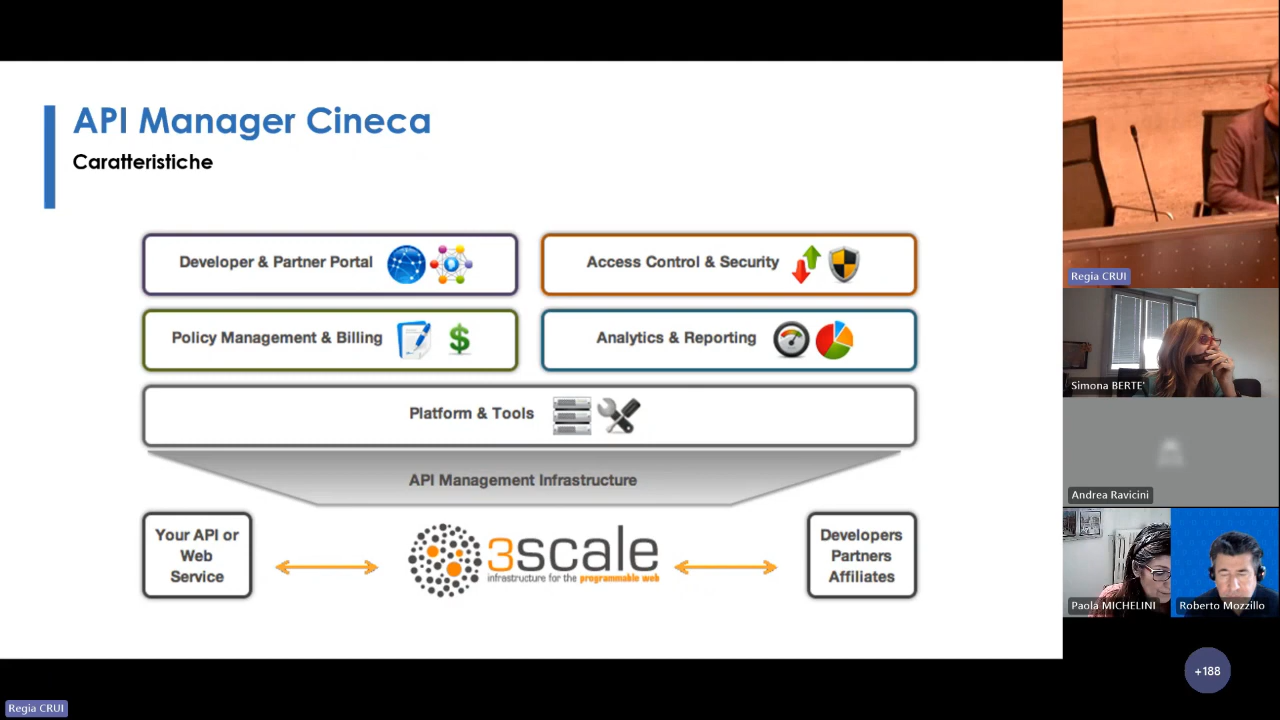 API Manager Cineca
Caratteristiche
Developer & Partner Portal
Access Control & Security
Policy Management & Billing
$
Analytics & Reporting
Platform & Tools
API Management Infrastructure
Your API or
Web
Service
3scale
infrastructure for the programmable web
Developers
Partners
Affiliates
Regia CRUI
Simona BERTE'
Andrea Ravicini
Paola MICHELINI
Roberto Mozzillo
+188
Regia CRUI